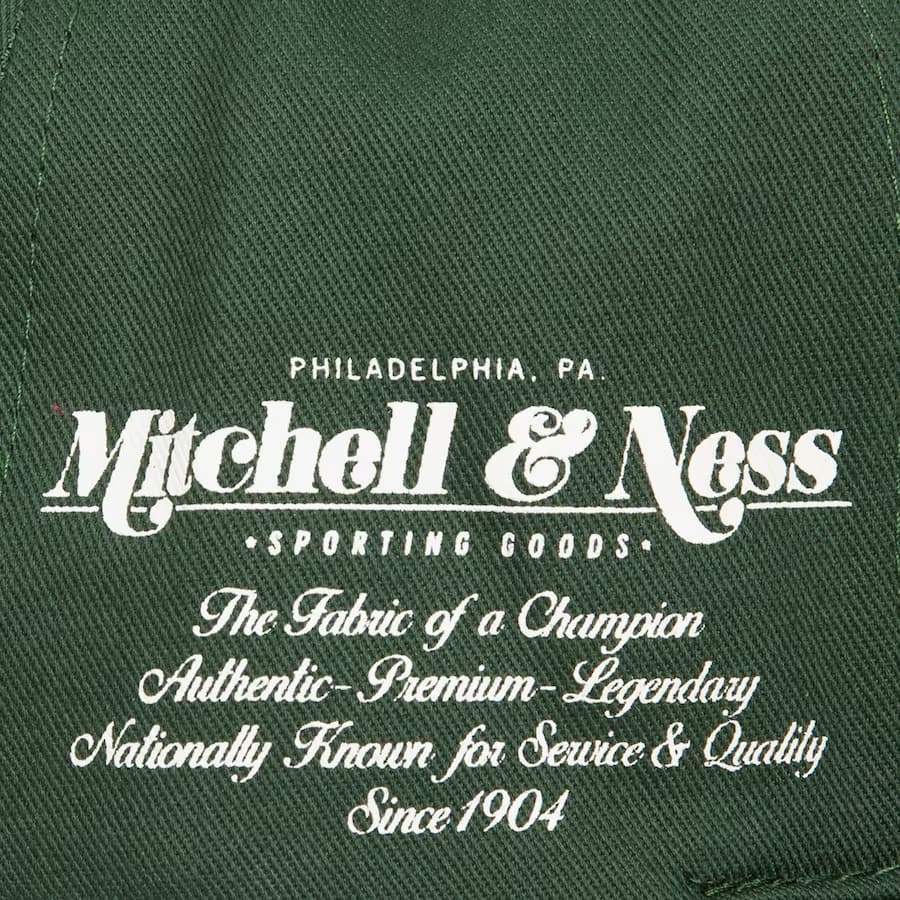 PHILADELPHIA, PA.
Mitchell & Ness
•SPORTING GOODS•
The Fabric of a Champion
Authentic-Premium-Legendary
Nationally Known for Service & Quality
Since 1904